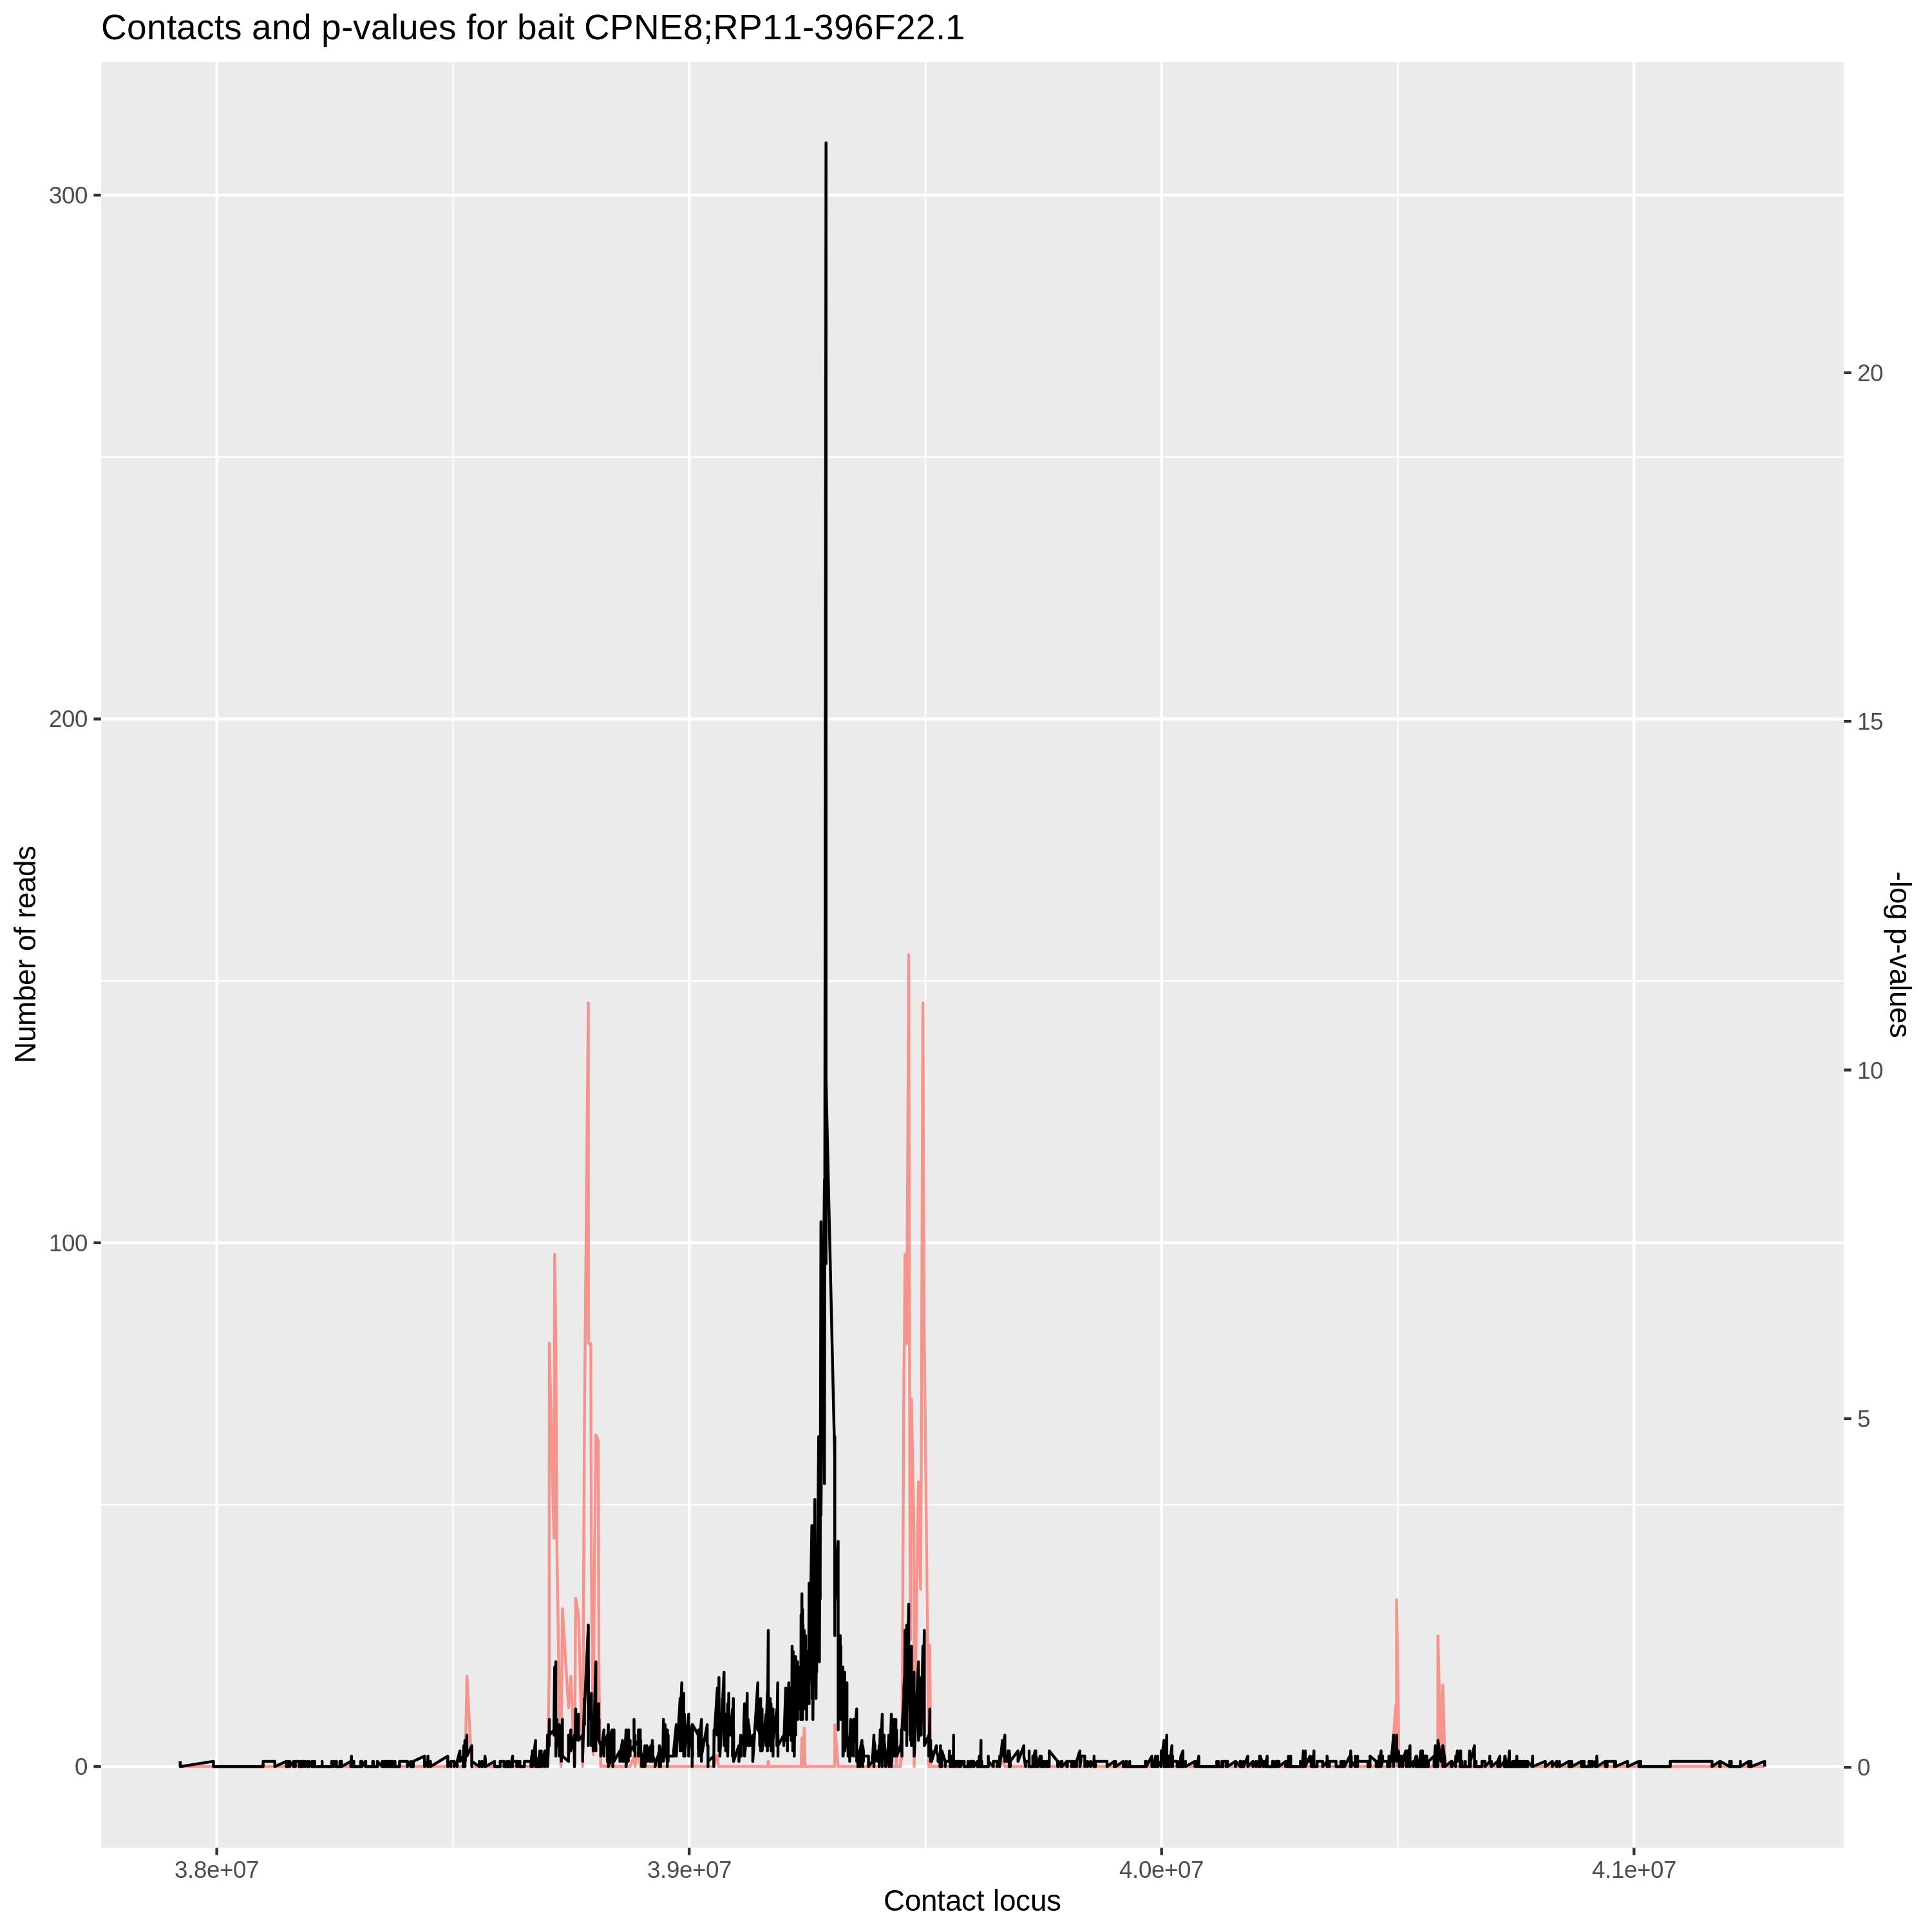 Contacts and p-values for bait CPNE8;RP11-396F22.1
300
200
100
0
Number of reads
20
15
10
5
0
-log p-values
3.8e+07
3.9e+07
4.0e+07
4.1e+07
Contact locus